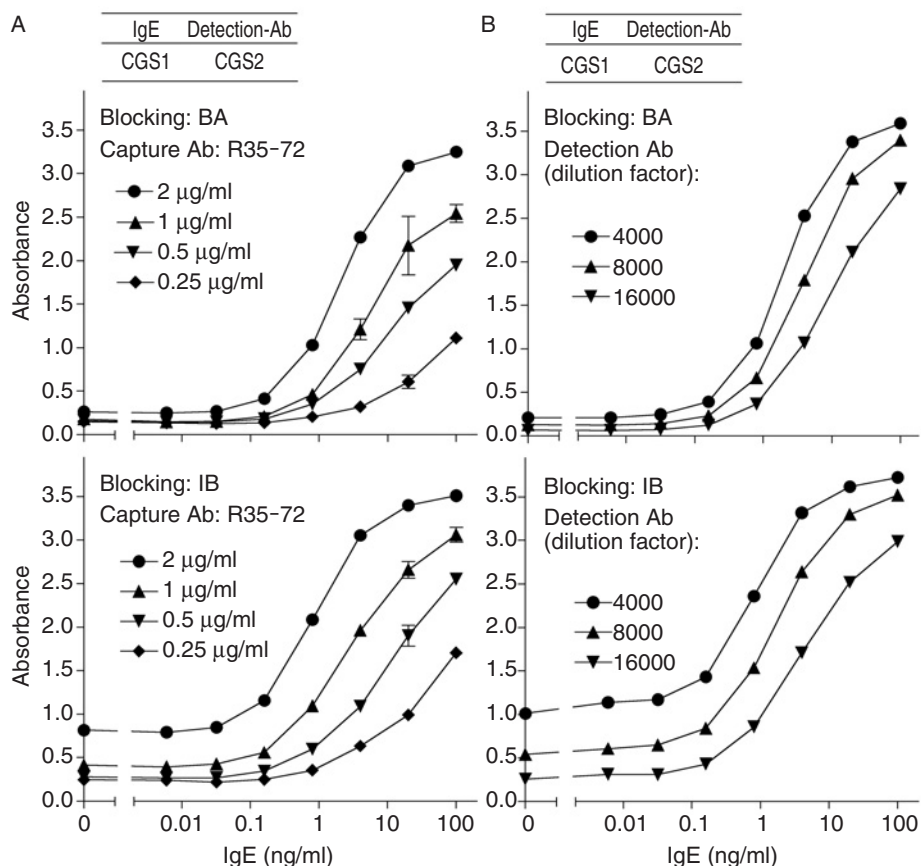 A
IgE Detection-Ab
CGS1 CGS2
Blocking: BA
Capture Ab: R35-72
2 μg/ml
1 μg/ml
0.5 μg/ml
0.25 μg/ml
Absorbance
3.5
3.0
2.5
2.0
1.5
1.0
0.5
0.0
B
IgE Detection-Ab
CGS1 CGS2
Blocking: BA
Detection Ab
(dilution factor):
4000
8000
16000
3.5
3.0
2.5
2.0
1.5
1.0
0.5
0.0
Blocking: IB
Capture Ab: R35-72
2 μg/ml
1 μg/ml
0.5 μg/ml
0.25 μg/ml
Absorbance
3.5
3.0
2.5
2.0
1.5
1.0
0.5
0.0
0 0.01 0.1 1 10 100
IgE (ng/ml)
Blocking: IB
Detection Ab
(dilution factor):
4000
8000
16000
3.5
3.0
2.5
2.0
1.5
1.0
0.5
0.0
0 0.01 0.1 1 10 100
IgE (ng/ml)